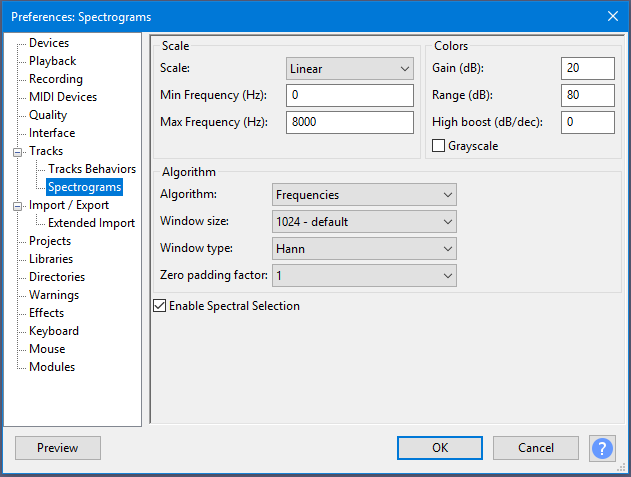 Preferences: Spectrograms
Devices
Playback
Recording
MIDI Devices
Quality
Interface
Tracks
Tracks Behaviors
Spectrograms
Import / Export
Extended Import
Projects
Libraries
Directories
Warnings
Effects
Keyboard
Mouse
Modules
Scale
Scale: Linear
Min Frequency (Hz): 0
Max Frequency (Hz): 8000
Colors
Gain (dB): 20
Range (dB): 80
High boost (dB/dec): 0
Grayscale
Algorithm
Algorithm: Frequencies
Window size: 1024 - default
Window type: Hann
Zero padding factor: 1
Enable Spectral Selection
Preview OK Cancel ?